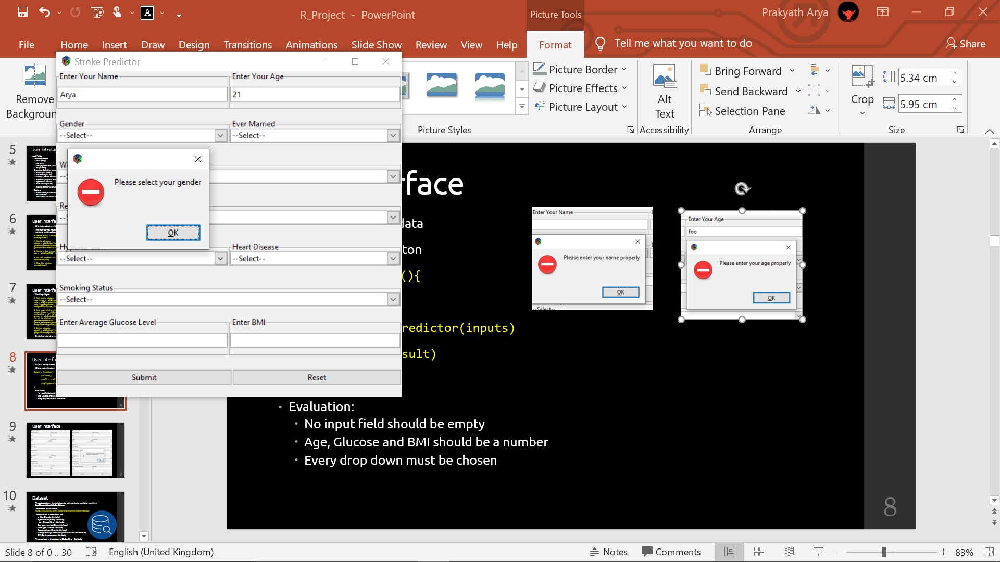 R_Project - PowerPoint
Picture Tools
Prakyath Arya
File
Home
Insert
Draw
Design
Transitions
Animations
Slide Show
Review
View
Help
Format
Tell me what you want to do
Share
Remove
Backgroun
Picture Border
Picture Effects
Picture Layout
Picture Styles
Alt
Text
Accessibility
Bring Forward
Send Backward
Selection Pane
Arrange
Crop
5.34 cm
5.95 cm
Size
Stroke Predictor
Enter Your Name
Enter Your Age
Arya
21
Gender
Ever Married
--Select--
--Select--
Please select your gender
OK
Heart Disease
--Select--
--Select--
Smoking Status
--Select--
Enter Average Glucose Level
Enter BMI
Submit
Reset
5
User Interfac
6
User Interfac
7
User Interfac
8
User Interfac
9
User Interface
10
Dataset
rface
data
ton
(){
redictor(inputs)
sult)
Evaluation:
No input field should be empty
Age, Glucose and BMI should be a number
Every drop down must be chosen
Enter Your Name
Please enter your name properly
OK
--Select--
Enter Your Age
foo
Please enter your age properly
OK
8
Slide 8 of 0 .. 30
English (United Kingdom)
Notes
Comments
83%